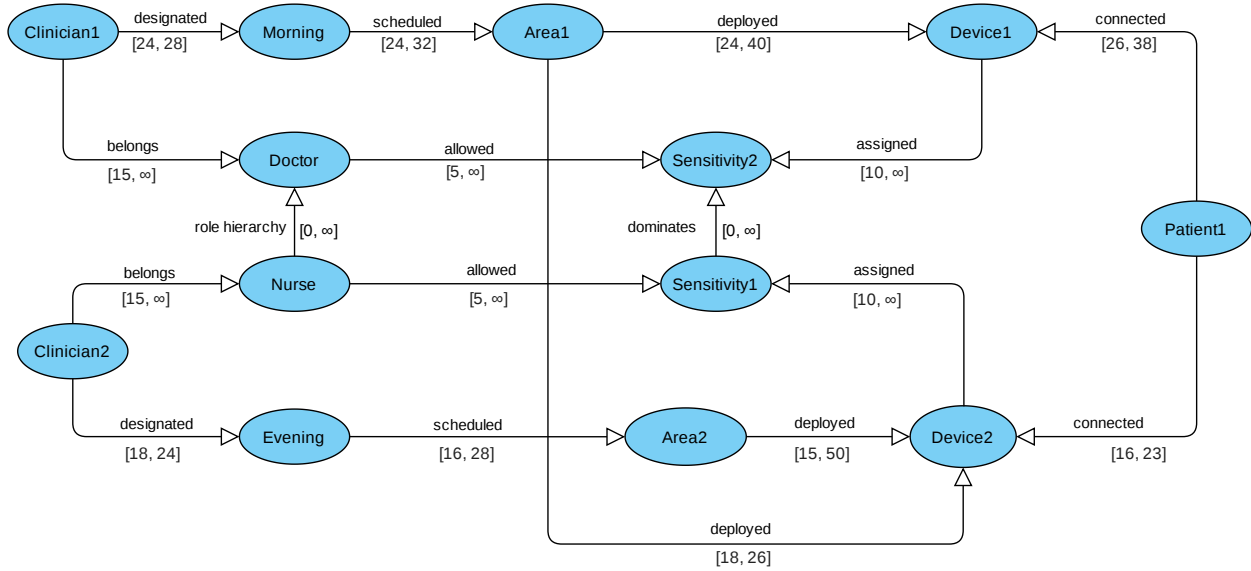 designated
scheduled
deployed
connected
Clinician1
Morning
Area1
Device1
[24, 28]
[24, 32]
[24, 40]
[26, 38]
belongs
allowed
assigned
Doctor
Sensitivity2
[15, ∞]
[5, ∞]
[10, ∞]
role hierarchy
[0, ∞]
dominates
[0, ∞]
Patient1
belongs
allowed
assigned
Nurse
Sensitivity1
[15, ∞]
[5, ∞]
[10, ∞]
Clinician2
designated
scheduled
deployed
connected
Evening
Area2
Device2
[18, 24]
[16, 28]
[15, 50]
[16, 23]
deployed
[18, 26]